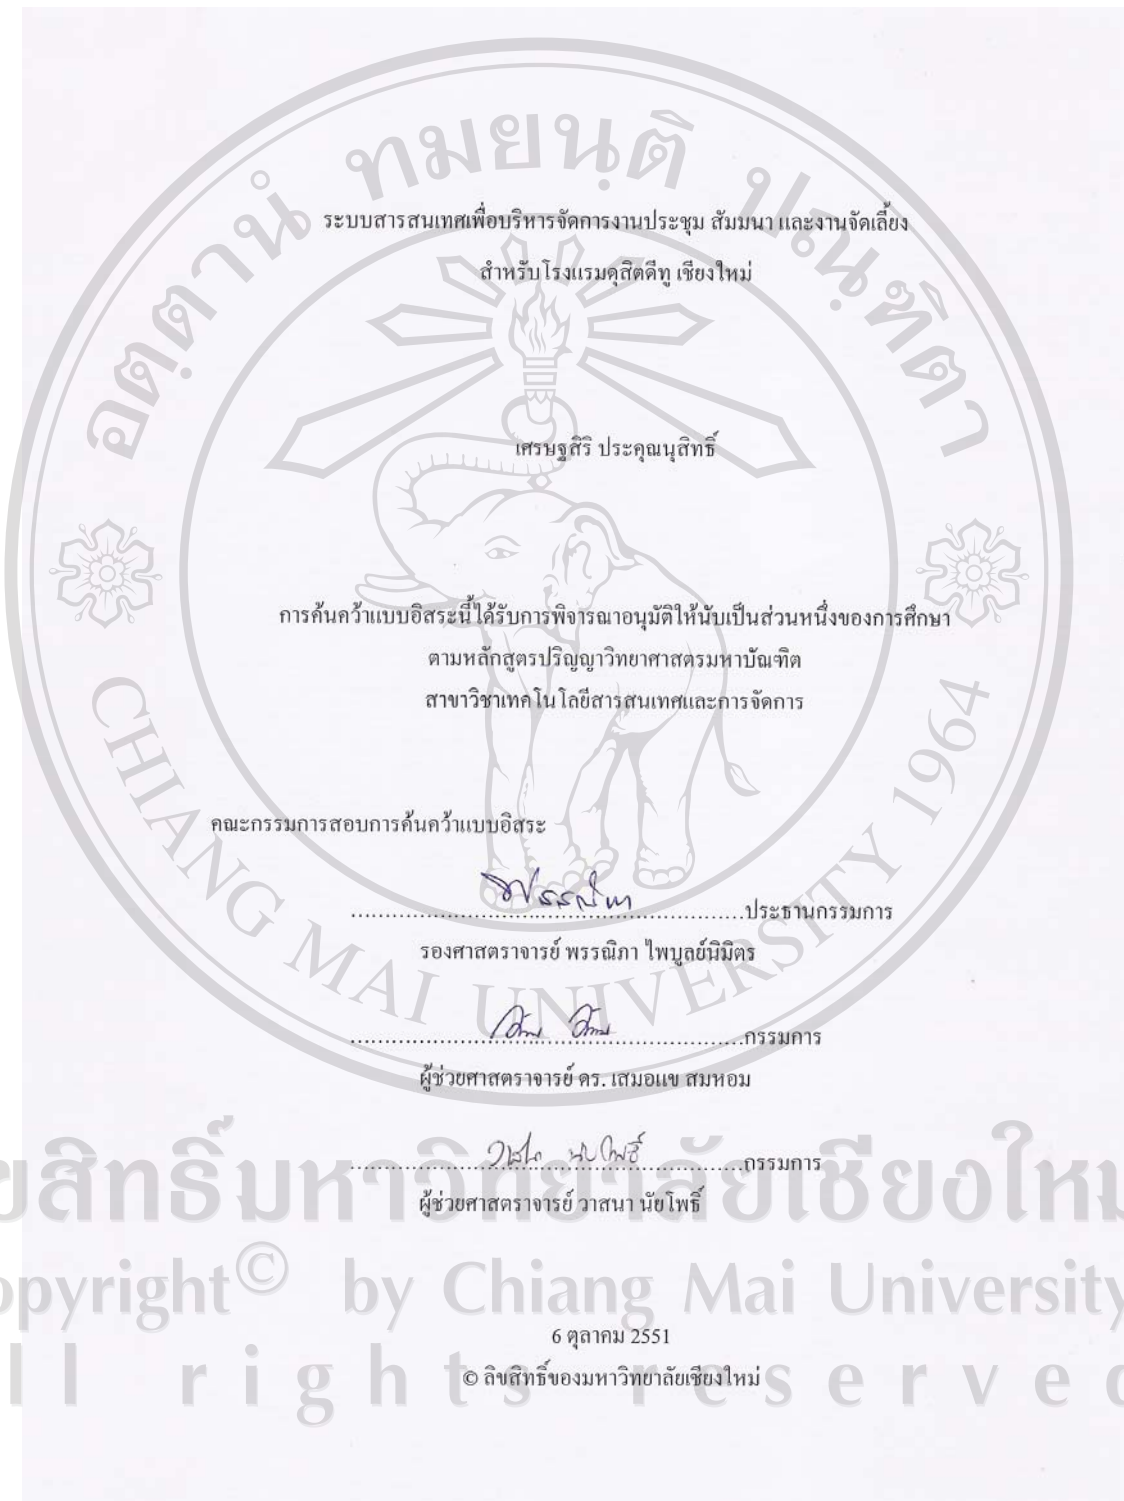 ระบบสารสนเทศเพื่อบริหารจัดการงานประชุม สัมมนา และงานจัดเลี้ยง
สำหรับโรงแรมดุสิตดีทู เชียงใหม่
เศรษฐสิริ ประคุณนุสิทธิ์
การค้นคว้าแบบอิสระนี้ได้รับการพิจารณาอนุมัติให้นับเป็นส่วนหนึ่งของการศึกษา
ตามหลักสูตรปริญญาวิทยาศาสตรมหาบัณฑิต
สาขาวิชาเทคโนโลยีสารสนเทศและการจัดการ
คณะกรรมการสอบการค้นคว้าแบบอิสระ
..........................................................ประธานกรรมการ
รองศาสตราจารย์ พรรณิภา ไพบูลย์นิมิตร
..........................................................กรรมการ
ผู้ช่วยศาสตราจารย์ ดร. เสมอแข สมหอม
..........................................................กรรมการ
ผู้ช่วยศาสตราจารย์ วาสนา นัยโพธิ์
6 ตุลาคม 2551
© ลิขสิทธิ์ของมหาวิทยาลัยเชียงใหม่
อตฺตานํ ทมยนฺติ ปณฺฑิตา
CHIANG MAI UNIVERSITY 1964
ขสิทธิ์มหาวิทยาลัยเชียงใหม
opyright© by Chiang Mai University
ll rights reserved